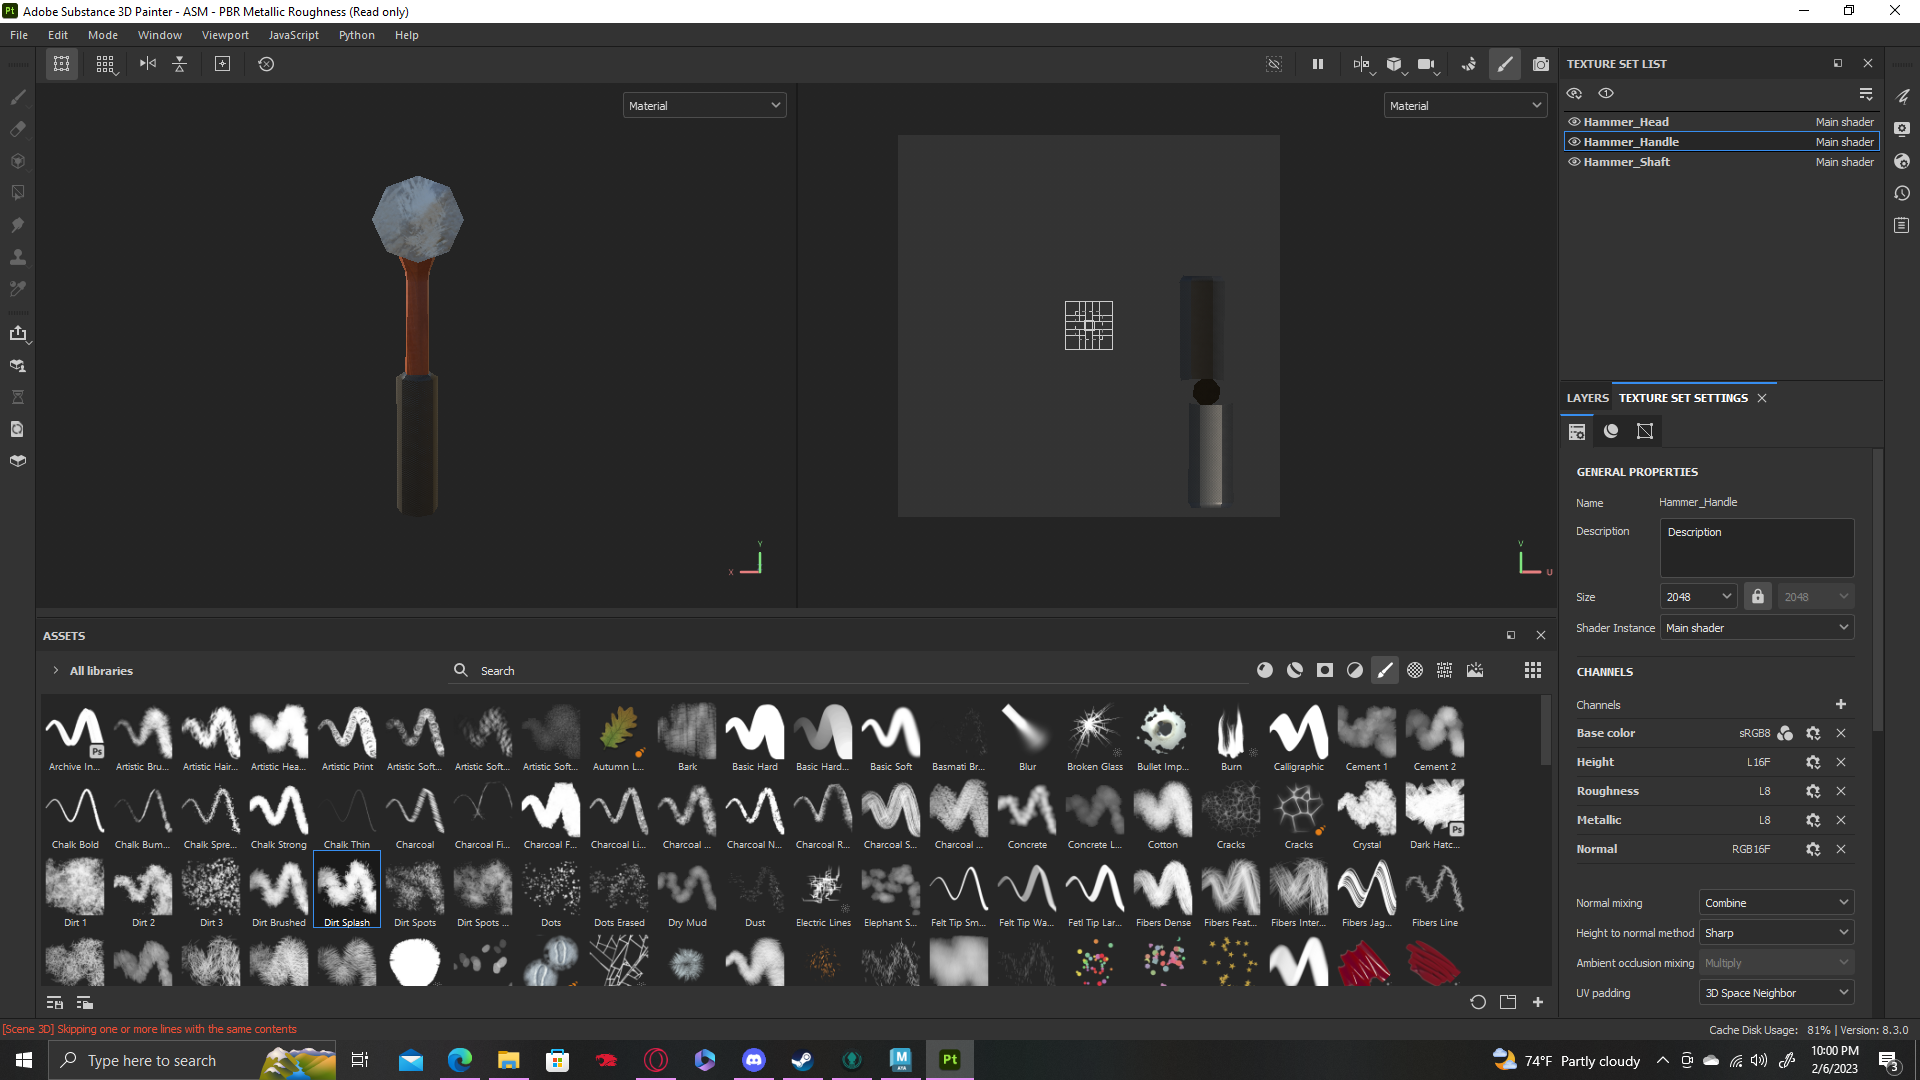 Pt Adobe Substance 3D Painter - ASM - PBR Metallic Roughness (Read only)
File Edit Mode Window Viewport JavaScript Python Help
Material
Material
Y
X
V
U
TEXTURE SET LIST
Hammer_Head Main shader
Hammer_Handle Main shader
Hammer_Shaft Main shader
LAYERS TEXTURE SET SETTINGS
GENERAL PROPERTIES
Name Hammer_Handle
Description Description
Size 2048 2048
Shader Instance Main shader
CHANNELS
Channels
Base color sRGB8
Height L16F
Roughness L8
Metallic L8
Normal RGB16F
Normal mixing Combine
Height to normal method Sharp
Ambient occlusion mixing Multiply
UV padding 3D Space Neighbor
ASSETS
All libraries Search
Ps
Archive In... Artistic Bru... Artistic Hair... Artistic Hea... Artistic Print Artistic Soft... Artistic Soft... Artistic Soft... Autumn L... Bark Basic Hard Basic Hard... Basic Soft Basmati Br... Blur Broken Glass Bullet Imp... Burn Calligraphic Cement 1 Cement 2
Ps
Chalk Bold Chalk Bum... Chalk Spre... Chalk Strong Chalk Thin Charcoal Charcoal Fi... Charcoal F... Charcoal Li... Charcoal ... Charcoal N... Charcoal R... Charcoal S... Charcoal ... Concrete Concrete L... Cotton Cracks Cracks Crystal Dark Hatc...
Dirt 1 Dirt 2 Dirt 3 Dirt Brushed Dirt Splash Dirt Spots Dirt Spots ... Dots Dots Erased Dry Mud Dust Electric Lines Elephant S... Felt Tip Sm... Felt Tip Wa... Fetl Tip Lar... Fibers Dense Fibers Feat... Fibers Inter... Fibers Jag... Fibers Line
[Scene 3D] Skipping one or more lines with the same contents
Cache Disk Usage: 81% | Version: 8.3.0
Type here to search
M
Pt
74°F Partly cloudy
10:00 PM
2/6/2023
3